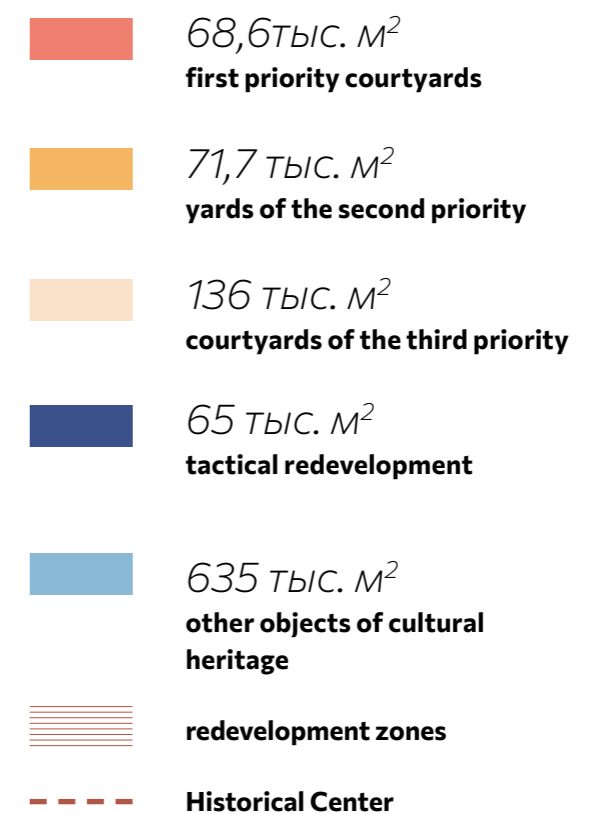 68,6тыс. м²
first priority courtyards
71,7 тыс. м²
yards of the second priority
136 тыс. м²
courtyards of the third priority
65 тыс. м²
tactical redevelopment
635 тыс. м²
other objects of cultural
heritage
redevelopment zones
Historical Center